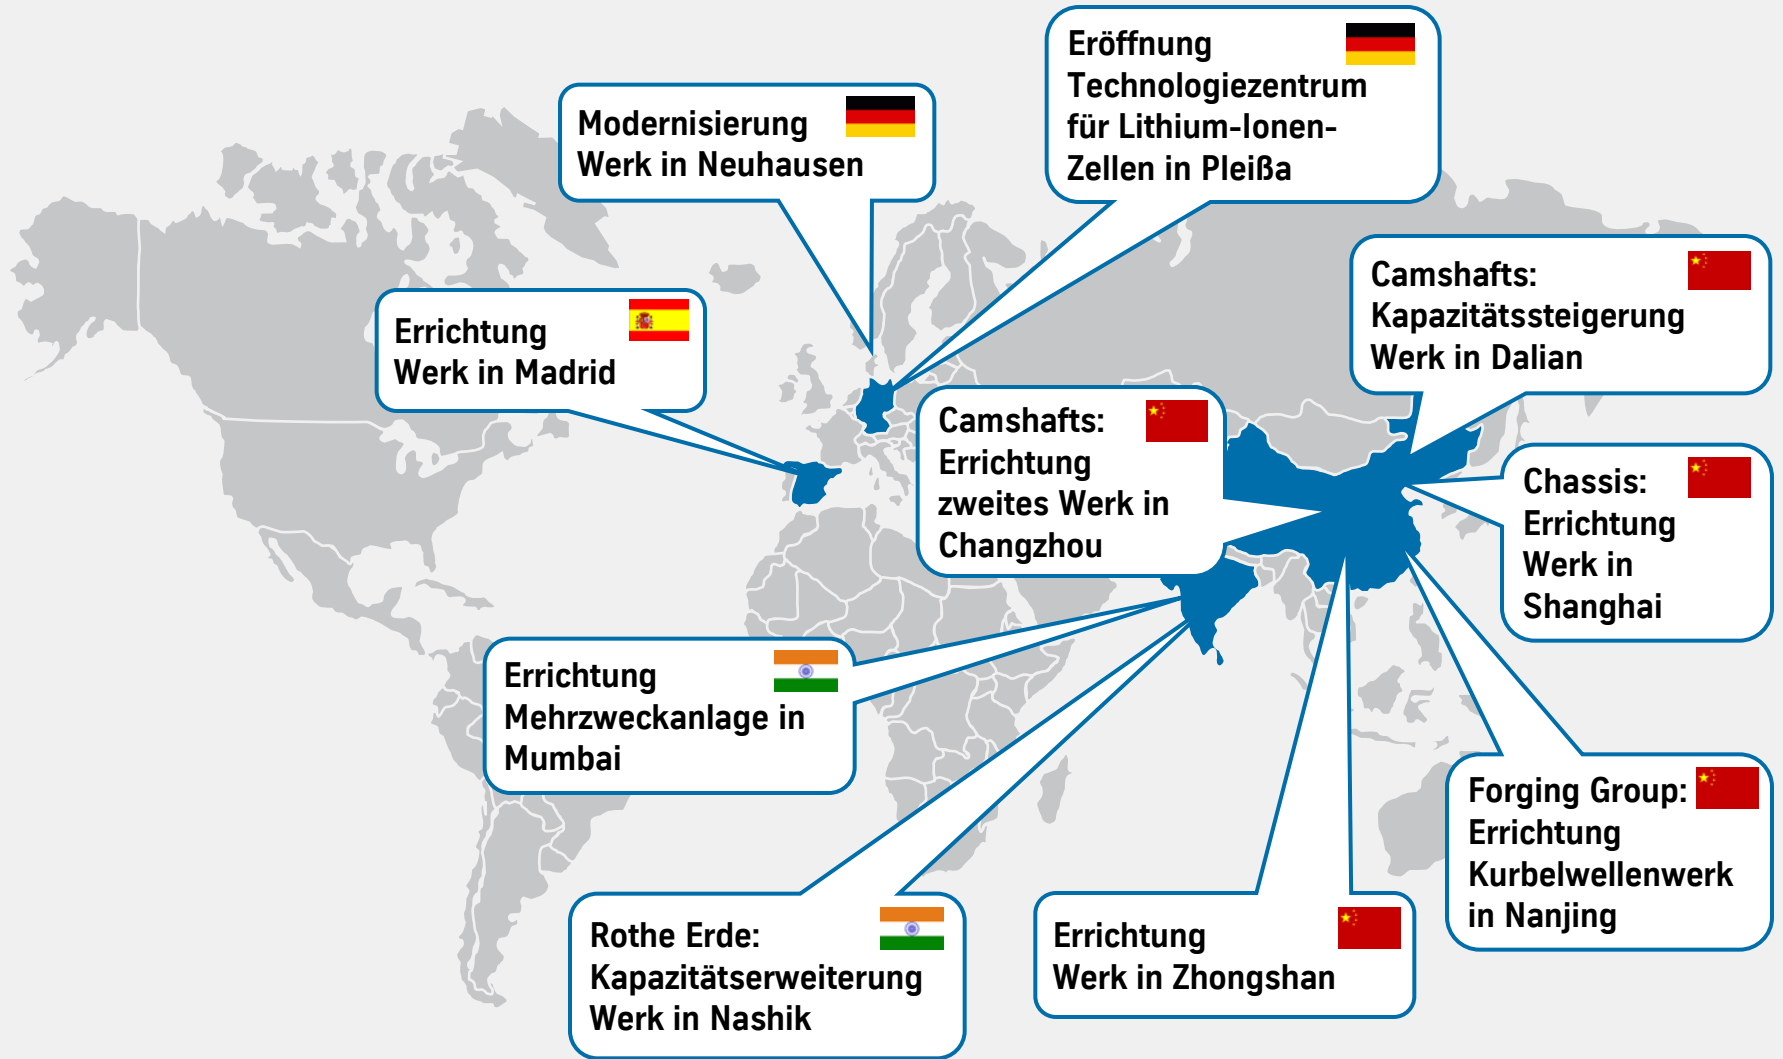 Eröffnung
Technologiezentrum
für Lithium-Ionen-
Zellen in Pleißa
Modernisierung
Werk in Neuhausen
Camshafts:
Kapazitätssteigerung
Werk in Dalian
Errichtung
Werk in Madrid
Camshafts:
Errichtung
zweites Werk in
Changzhou
Chassis:
Errichtung
Werk in
Shanghai
Errichtung
Mehrzweckanlage in
Mumbai
Forging Group:
Errichtung
Kurbelwellenwerk
in Nanjing
Rothe Erde:
Kapazitätserweiterung
Werk in Nashik
Errichtung
Werk in Zhongshan